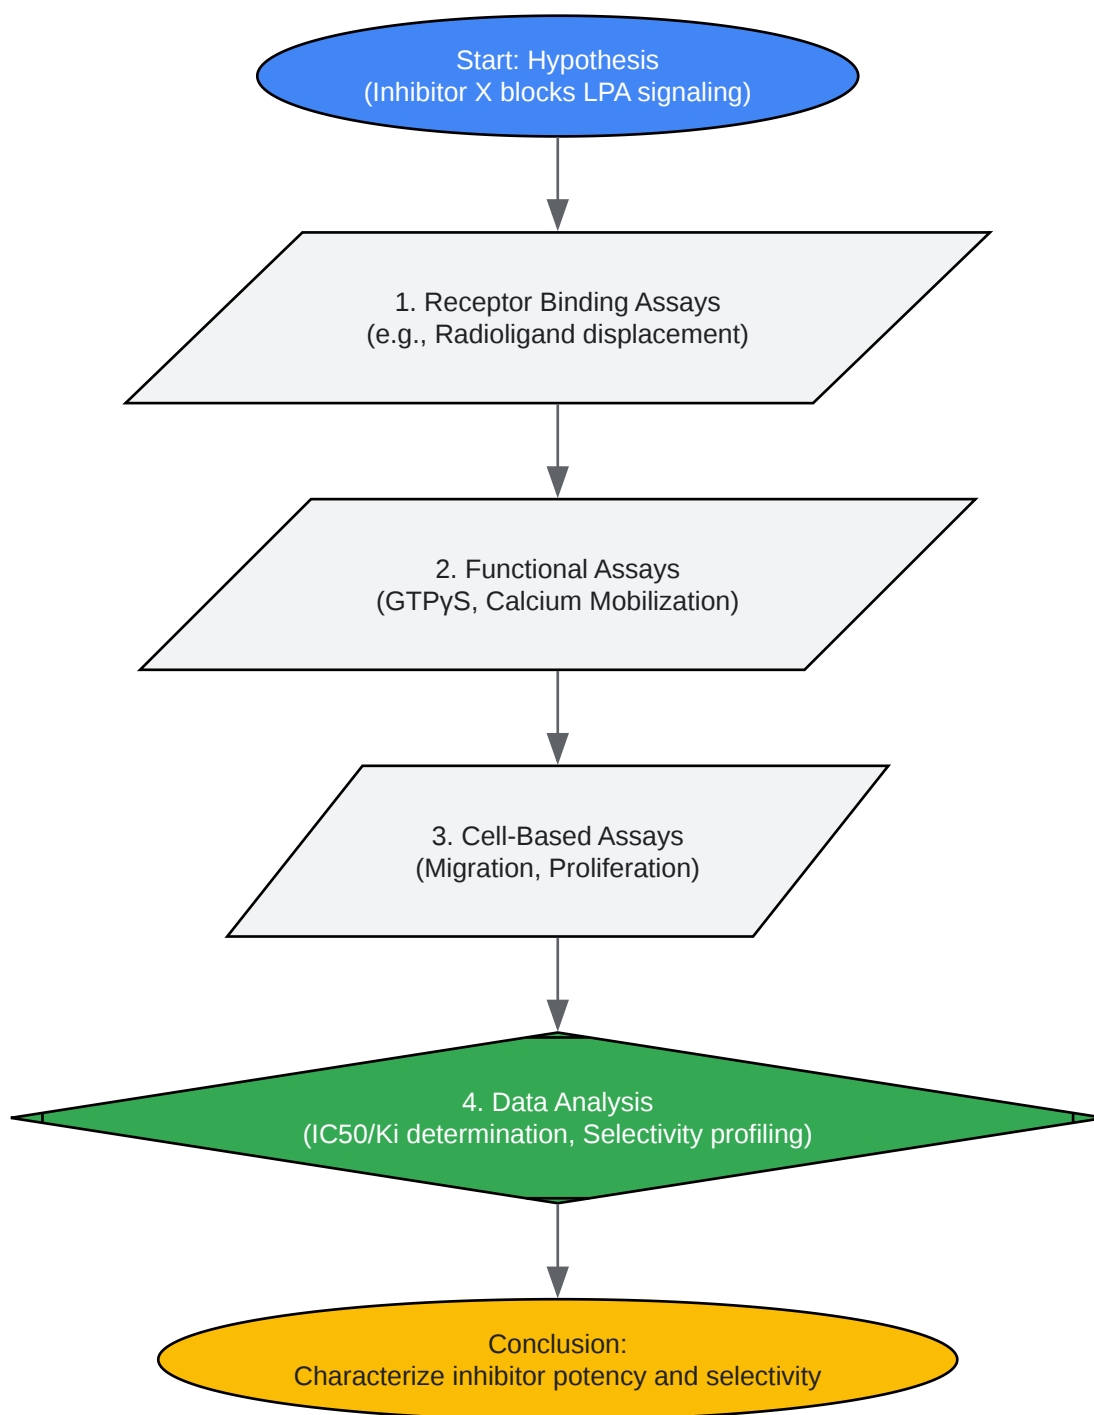 Start: Hypothesis
(Inhibitor X blocks LPA signaling)
1. Receptor Binding Assays
(e.g., Radioligand displacement)
2. Functional Assays
(GTPγS, Calcium Mobilization)
3. Cell-Based Assays
(Migration, Proliferation)
4. Data Analysis
(IC50/Ki determination, Selectivity profiling)
Conclusion:
Characterize inhibitor potency and selectivity